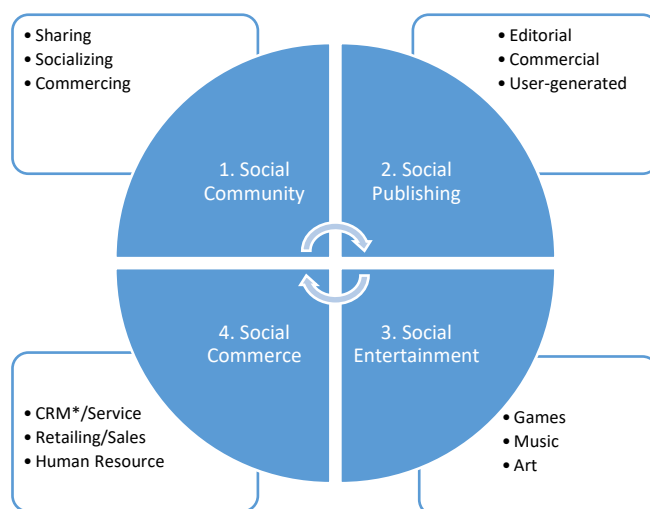 • Sharing
• Socializing
• Commercing
• Editorial
• Commercial
• User-generated
1. Social
Community
2. Social
Publishing
4. Social
Commerce
3. Social
Entertainment
• CRM*/Service
• Retailing/Sales
• Human Resource
• Games
• Music
• Art